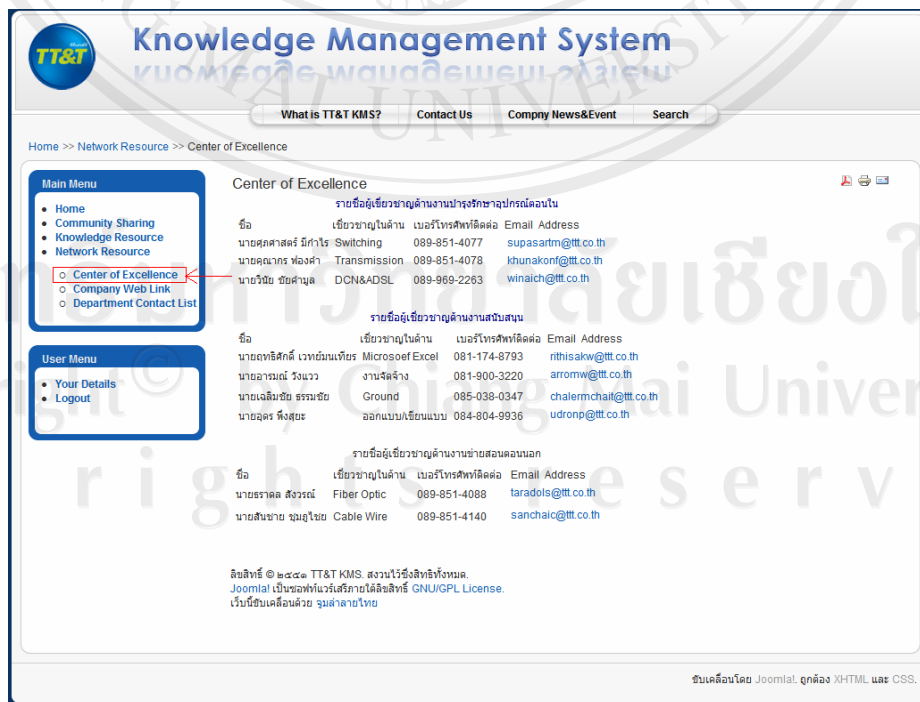 TT&T
Knowledge Management System
What is TT&T KMS? Contact Us Compny News&Event Search
Home >> Network Resource >> Center of Excellence
Main Menu
Home
Community Sharing
Knowledge Resource
Network Resource
Center of Excellence
Company Web Link
Department Contact List
User Menu
Your Details
Logout
Center of Excellence
รายชื่อผู้เชี่ยวชาญด้านงานบำรุงรักษาอุปกรณ์ตอนใน
ชื่อ เชี่ยวชาญในด้าน เบอร์โทรศัพท์ติดต่อ Email Address
นายศุภศาสตร์ มีกำไร Switching 089-851-4077 supasartm@ttt.co.th
นายคุณากร ฟองคำ Transmission 089-851-4078 khunakonf@ttt.co.th
นายวินัย ชัยคำมูล DCN&ADSL 089-969-2263 winaich@ttt.co.th
รายชื่อผู้เชี่ยวชาญด้านงานสนับสนุน
ชื่อ เชี่ยวชาญในด้าน เบอร์โทรศัพท์ติดต่อ Email Address
นายฤทธิศักดิ์ เวทย์มนเทียร Microsoef Excel 081-174-8793 rithisakw@ttt.co.th
นายอารมณ์ วังแวว งานจัดจ้าง 081-900-3220 arromw@ttt.co.th
นายเฉลิมชัย ธรรมชัย Ground 085-038-0347 chalermchait@ttt.co.th
นายอุดร พึ่งสุยะ ออกแบบ/เขียนแบบ 084-804-9936 udronp@ttt.co.th
รายชื่อผู้เชี่ยวชาญด้านงานข่ายสอนตอนนอก
ชื่อ เชี่ยวชาญในด้าน เบอร์โทรศัพท์ติดต่อ Email Address
นายธราดล สังวรณ์ Fiber Optic 089-851-4088 taradols@ttt.co.th
นายสันชาย ชุมภูไชย Cable Wire 089-851-4140 sanchaic@ttt.co.th
ลิขสิทธิ์ © ๒๕๕๑ TT&T KMS. สงวนไว้ซึ่งสิทธิทั้งหมด.
Joomla! เป็นซอฟท์แวร์เสรีภายใต้ลิขสิทธิ์ GNU/GPL License.
เว็บนี้ขับเคลื่อนด้วย จูมล่าลายไทย
ขับเคลื่อนโดย Joomla!. ถูกต้อง XHTML และ CSS.
MAI UNIVERSI
มหาวิทยาลัยเชียงใ
by Chiang Mai Univer
rights reserv